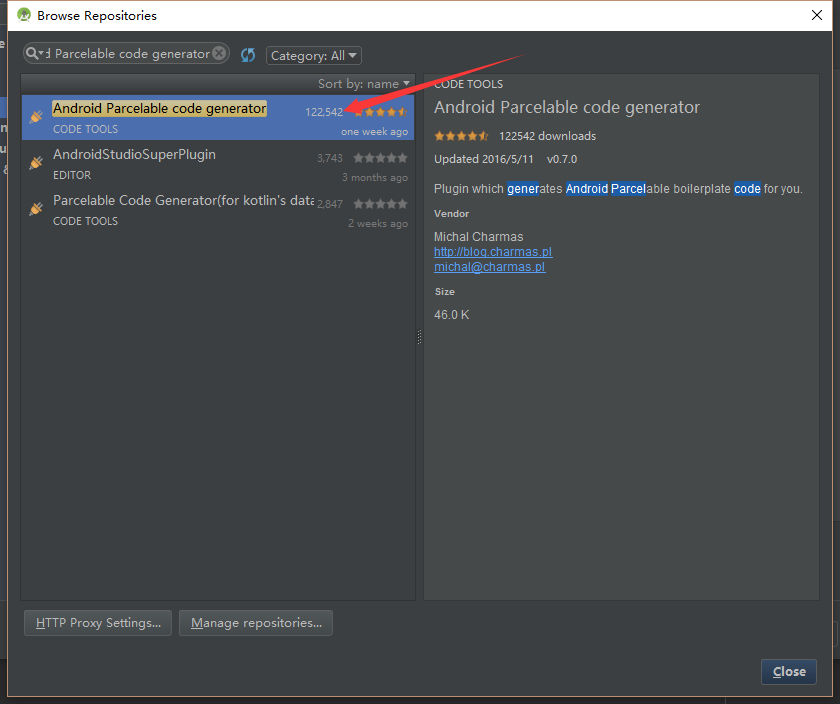 Browse Repositories
d Parcelable code generator
Category: All
Sort by: name
Android Parcelable code generator
122,542
CODE TOOLS
one week ago
AndroidStudioSuperPlugin
3,743
EDITOR
3 months ago
Parcelable Code Generator(for kotlin's data
2,847
CODE TOOLS
2 weeks ago
CODE TOOLS
Android Parcelable code generator
122542 downloads
Updated 2016/5/11 v0.7.0
Plugin which generates Android Parcelable boilerplate code for you.
Vendor
Michal Charmas
http://blog.charmas.pl
michal@charmas.pl
Size
46.0 K
HTTP Proxy Settings...
Manage repositories...
Close